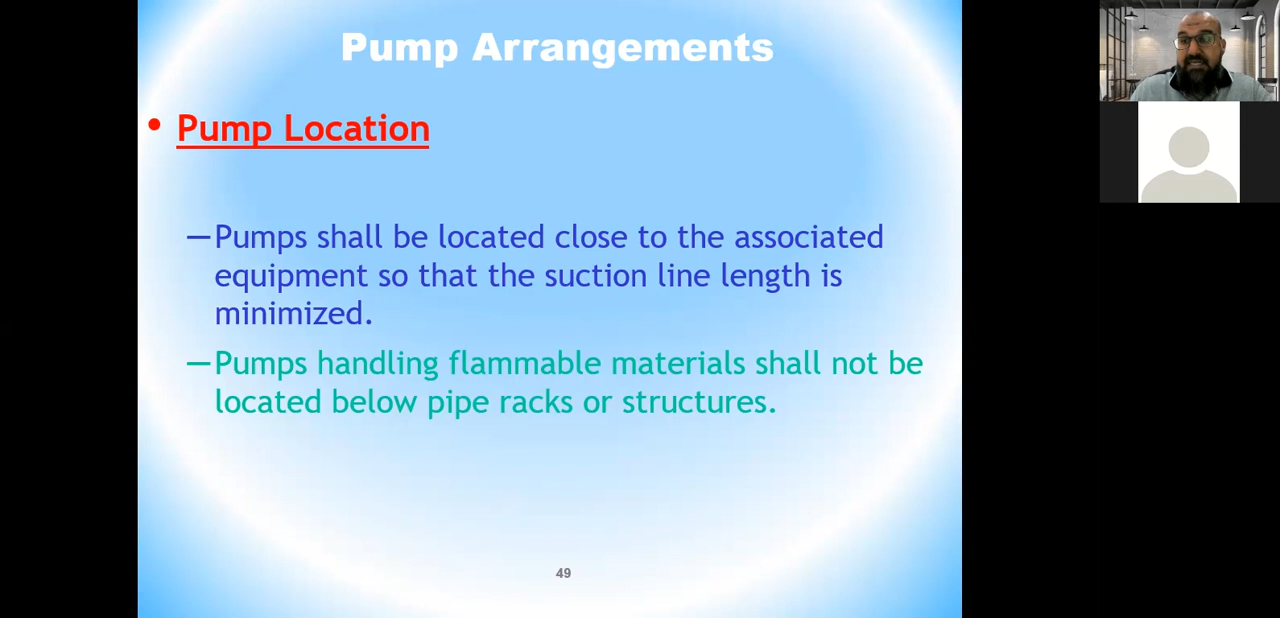 Pump Arrangements
• Pump Location
—Pumps shall be located close to the associated
equipment so that the suction line length is
minimized.
—Pumps handling flammable materials shall not be
located below pipe racks or structures.
49